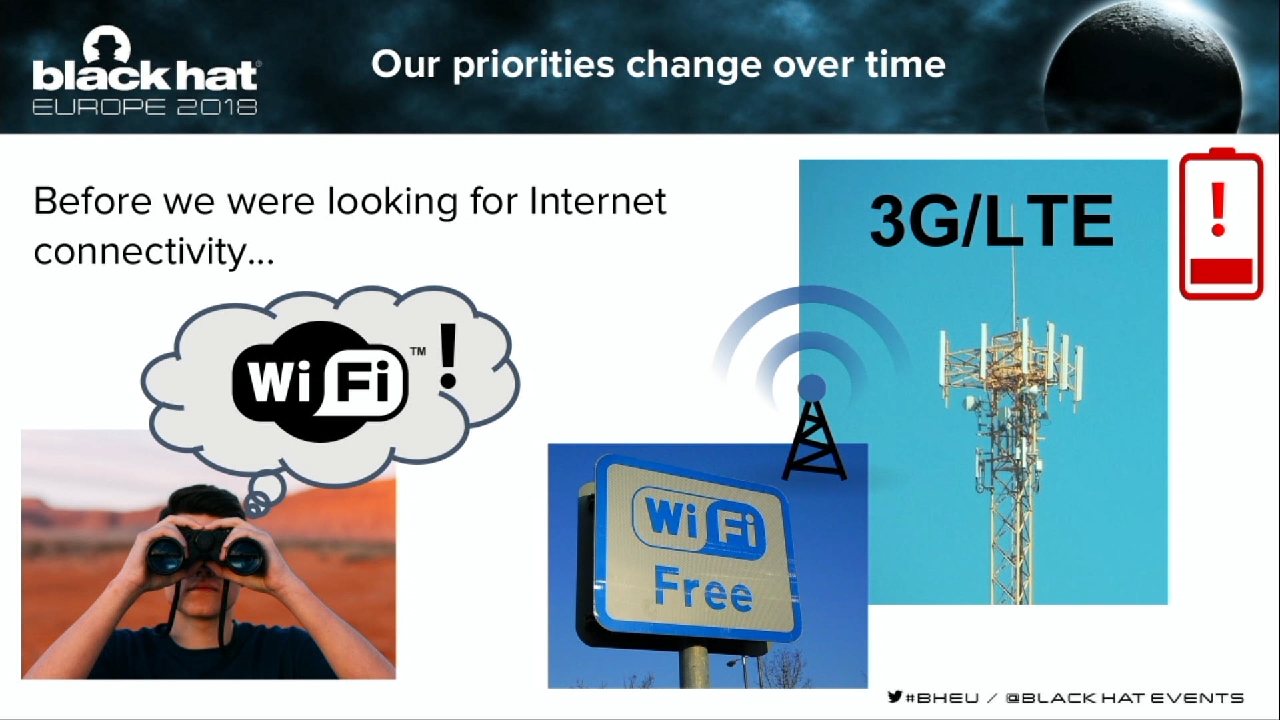 black hat
EUROPE 2018
Our priorities change over time
Before we were looking for Internet
connectivity...
3G/LTE
!
Wi Fi ™ !
Wi Fi
Free
#BHEU / @BLACK HAT EVENTS